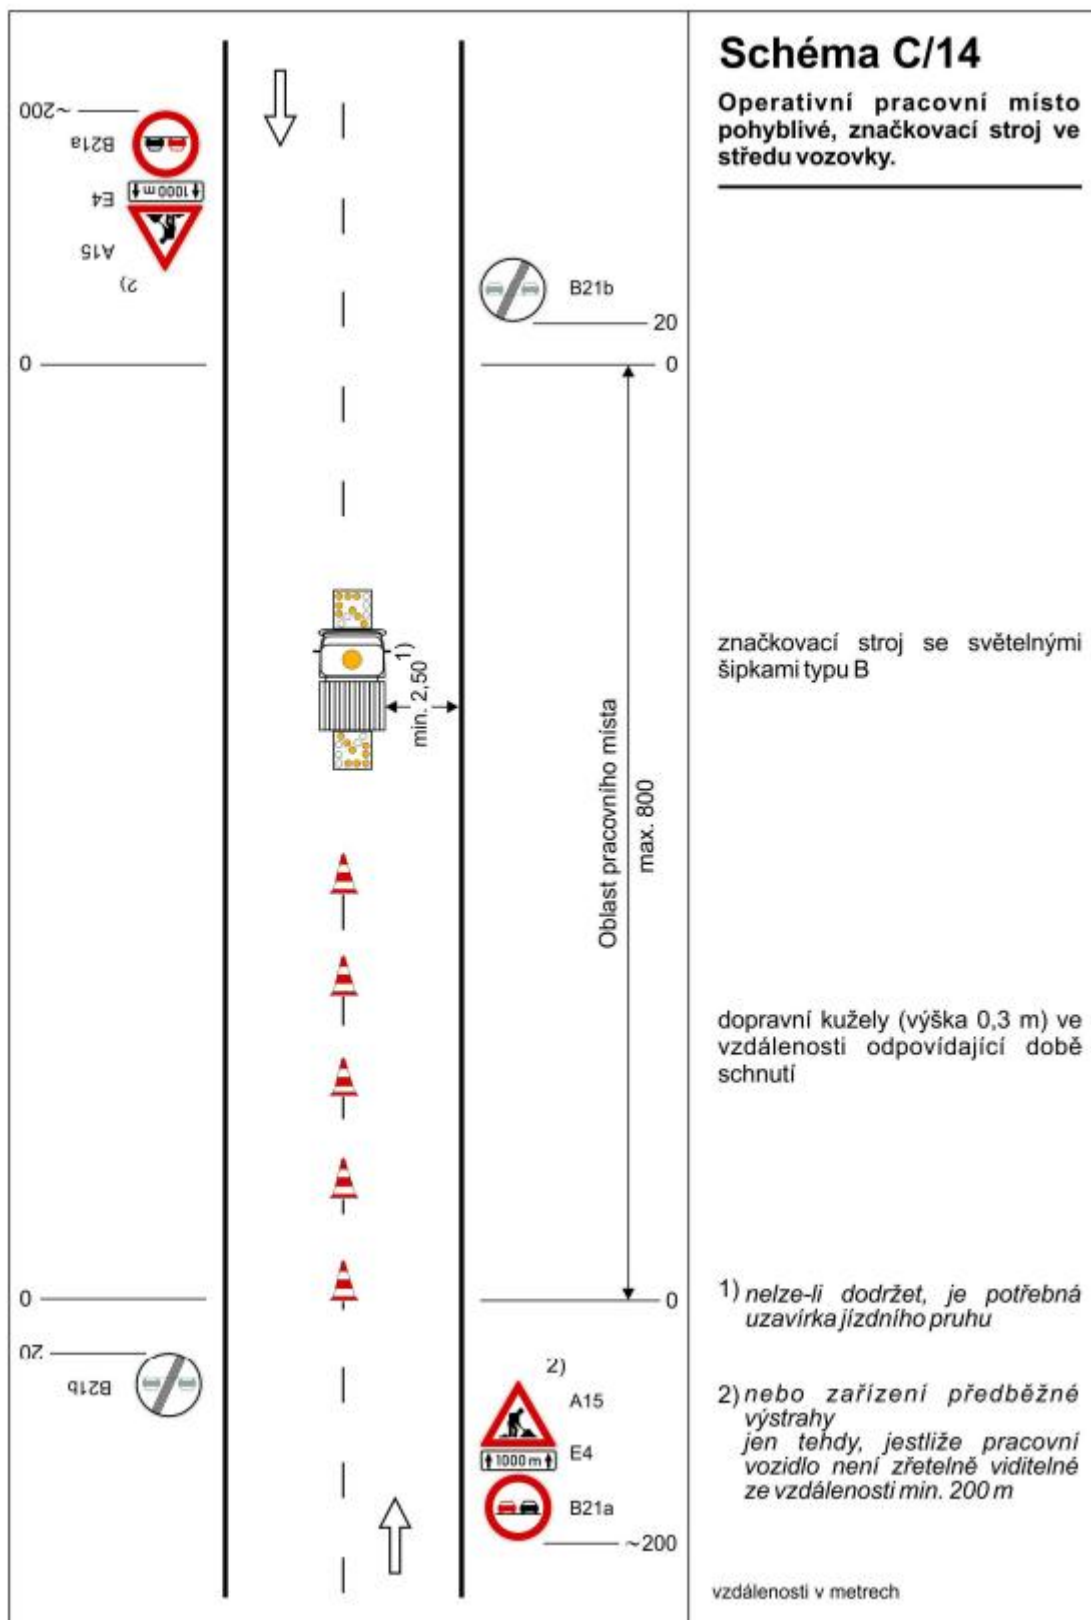 Schéma C/14
Operativní pracovní místo
pohyblivé, značkovací stroj ve
středu vozovky.
~200
B21a
1000 m
E4
A15
2)
B21b
20
0
0
1)
min. 2,50
značkovací stroj se světelnými
šipkami typu B
Oblast pracovního místa
max. 800
dopravní kužely (výška 0,3 m) ve
vzdálenosti odpovídající době
schnutí
0
0
20
B21b
2)
A15
1000 m
E4
B21a
~200
1) nelze-li dodržet, je potřebná
uzavírka jízdního pruhu
2) nebo zařízení předběžné
výstrahy
jen tehdy, jestliže pracovní
vozidlo není zřetelně viditelné
ze vzdálenosti min. 200 m
vzdálenosti v metrech